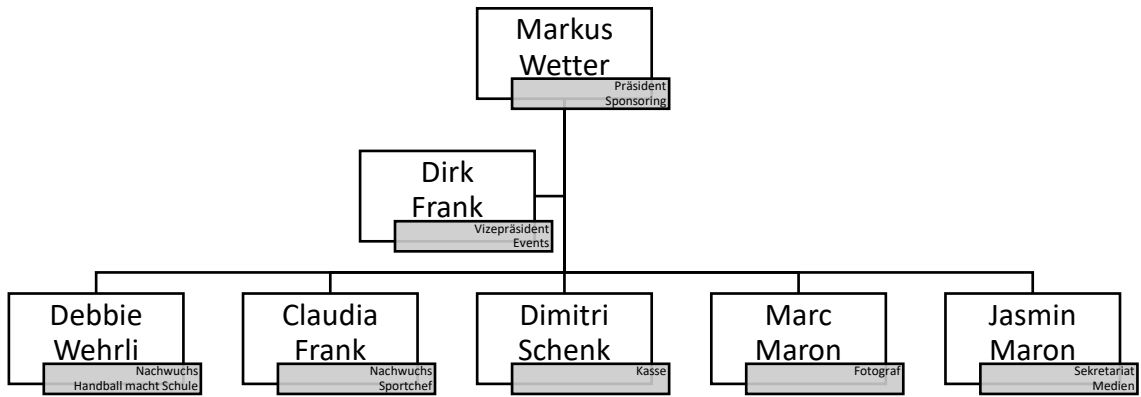 Markus
Wetter
Präsident
Sponsoring
Dirk
Frank
Vizepräsident
Events
Debbie
Wehrli
Nachwuchs
Handball macht Schule
Claudia
Frank
Nachwuchs
Sportchef
Dimitri
Schenk
Kasse
Marc
Maron
Fotograf
Jasmin
Maron
Sekretariat
Medien